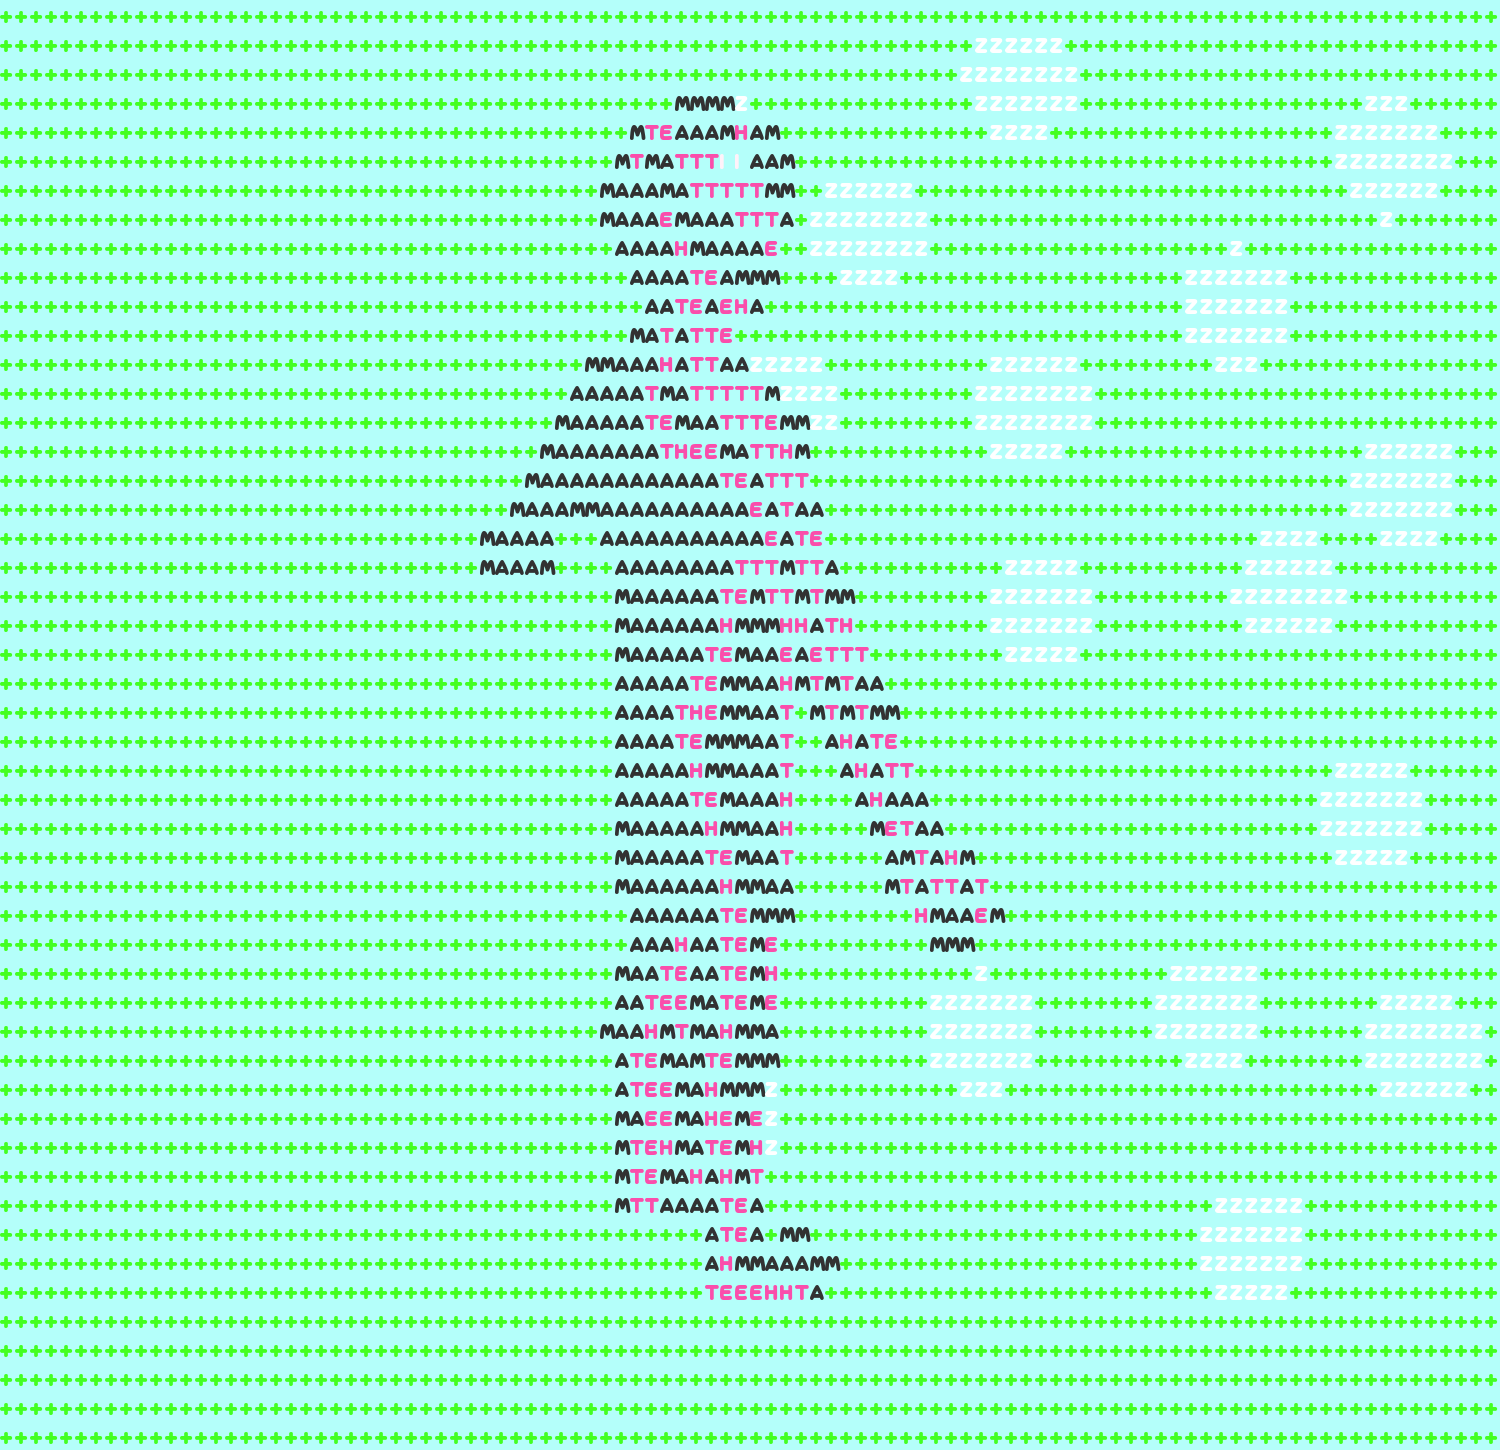 ZZZZZZ
ZZZZZZZZ
MMMMZ ZZZZZZZ ZZZ
MTEAAAMHAM ZZZZ ZZZZZZZ
MTMATTTII AAM ZZZZZZZZ
MAAAMATTTTTMM ZZZZZZ ZZZZZZ
MAAAEMAAATTTA ZZZZZZZZ Z
AAAAHMAAAAE ZZZZZZZZ Z
AAAATEAMMM ZZZZ ZZZZZZZ
AATEAEHA ZZZZZZZ
MATATTE ZZZZZZZ
MMAAAHATTAAZZZZZ ZZZZZZ ZZZ
AAAAATMATTTTTMZZZZ ZZZZZZZZ
MAAAAATEMAATTTEMMZZ ZZZZZZZZ
MAAAAAAATHEEMATTHM ZZZZZ ZZZZZZ
MAAAAAAAAAAAATEATTT ZZZZZZZ
MAAAMMAAAAAAAAAAEATAA ZZZZZZZ
MAAAA AAAAAAAAAAAEATE ZZZZ ZZZZ
MAAAM AAAAAAAATTTMTTA ZZZZZ ZZZZZZ
MAAAAAATEMTTMTMM ZZZZZZZ ZZZZZZZZ
MAAAAAAHMMMHHATH ZZZZZZZ ZZZZZZ
MAAAAATEMAAEAETTT ZZZZZ
AAAAATEMMAAHMTMTAA
AAAATHEMMAAT MTMTMM
AAAATEMMMAAT AHATE
AAAAAHMMAAAT AHATT ZZZZZ
AAAAATEMAAAH AHAAA ZZZZZZZ
MAAAAAHMMAAH METAA ZZZZZZZ
MAAAAATEMAAT AMTAHM ZZZZZ
MAAAAAAHMMAA MTATTAT
AAAAAATEMMM HMAAEM
AAAHAATEME MMM
MAATEAATEMH Z ZZZZZZ
AATEEMATEME ZZZZZZZ ZZZZZZZ ZZZZZ
MAAHMTMAHMMA ZZZZZZZ ZZZZZZZ ZZZZZZZZ
ATEMAMTEMMM ZZZZZZZ ZZZZ ZZZZZZZZ
ATEEMAHMMMZ ZZZ ZZZZZZ
MAEEMAHEMEZ
MTEHMATEMHZ
MTEMAHAHMT
MTTAAAATEA ZZZZZZ
ATEA MM ZZZZZZZ
AHMMAAAMM ZZZZZZZ
TEEEHHTA ZZZZZ